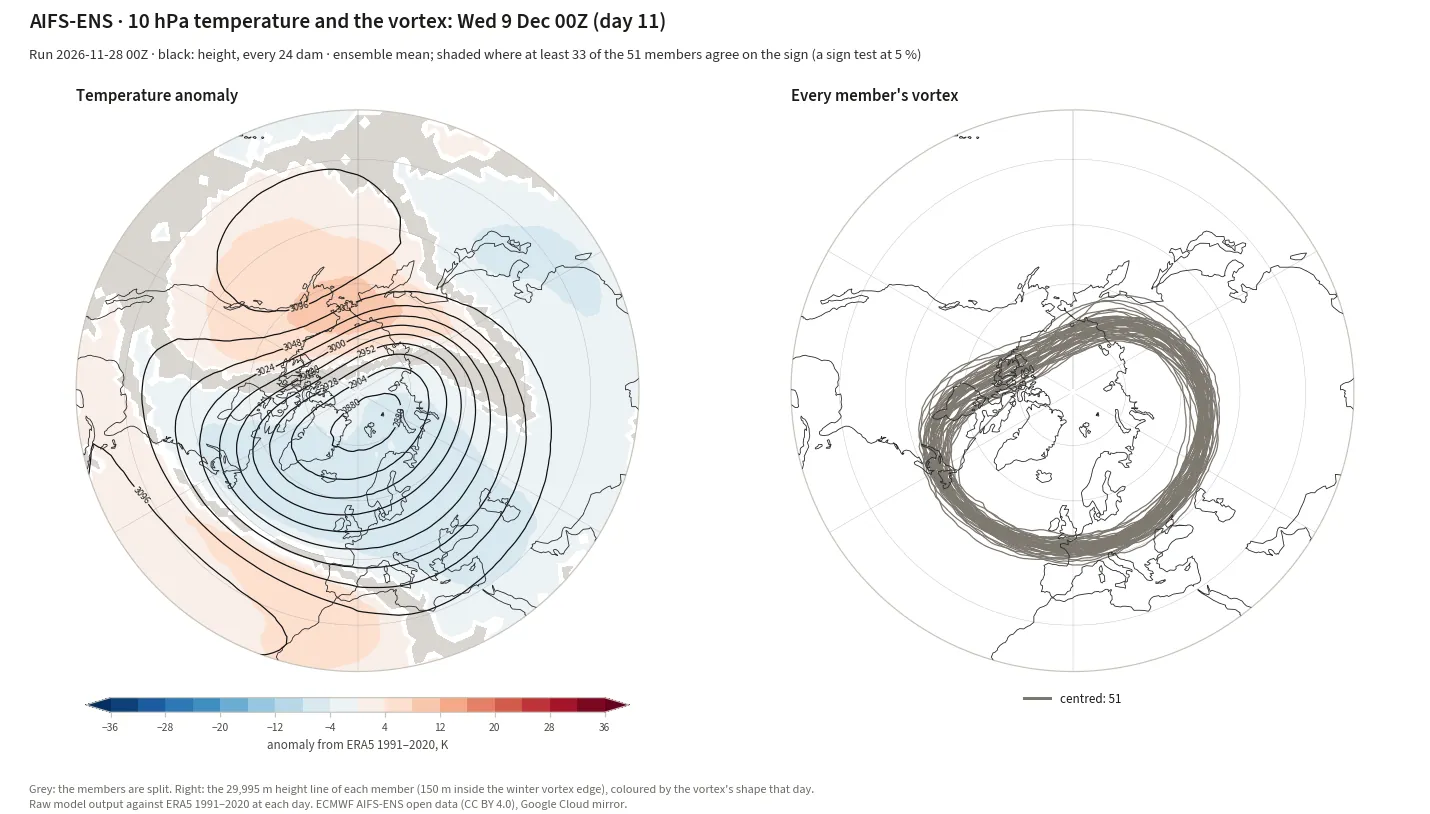 AIFS-ENS · 10 hPa temperature and the vortex: Wed 9 Dec 00Z (day 11)
Run 2026-11-28 00Z · black: height, every 24 dam · ensemble mean; shaded where at least 33 of the 51 members agree on the sign (a sign test at 5 %)
Temperature anomaly
Every member's vortex
3096
3048
3000
3024
2952
2928
2904
2880
3096
centred: 51
−36 −28 −20 −12 −4 4 12 20 28 36
anomaly from ERA5 1991–2020, K
Grey: the members are split. Right: the 29,995 m height line of each member (150 m inside the winter vortex edge), coloured by the vortex's shape that day.
Raw model output against ERA5 1991–2020 at each day. ECMWF AIFS-ENS open data (CC BY 4.0), Google Cloud mirror.